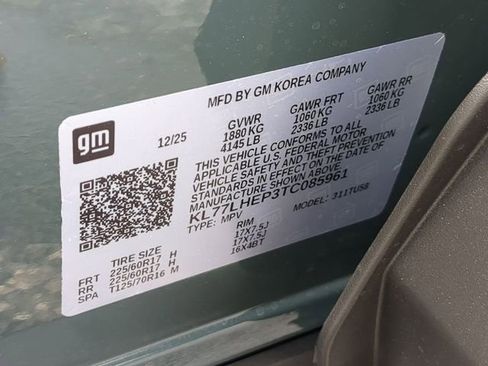 gm
MFD BY GM KOREA COMPANY
12/25
GVWR GAWR FRT GAWR RR
1880 KG 1060 KG 1060 KG
4145 LB 2336 LB 2336 LB
THIS VEHICLE CONFORMS TO ALL
APPLICABLE U.S. FEDERAL MOTOR
VEHICLE SAFETY AND THEFT PREVENTION
STANDARDS IN EFFECT ON THE DATE OF
MANUFACTURE SHOWN ABOVE.
KL77LHEP3TC085961
TYPE: MPV MODEL: 311TUS8
TIRE SIZE RIM
FRT 225/60R17 H 17X7.5J
RR 225/60R17 H 17X7.5J
SPA T125/70R16 M 16X4BT